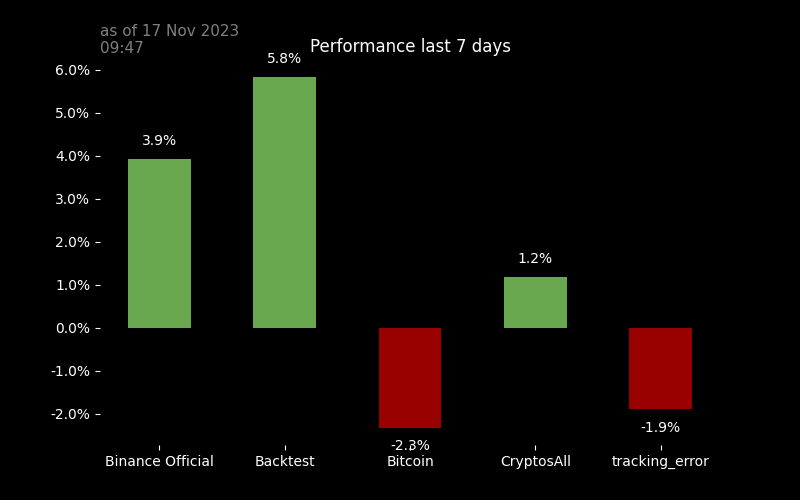 as of 17 Nov 2023
09:47
Performance last 7 days
6.0%
5.0%
4.0%
3.0%
2.0%
1.0%
0.0%
-1.0%
-2.0%
3.9%
5.8%
-2.3%
1.2%
-1.9%
Binance Official
Backtest
Bitcoin
CryptosAll
tracking_error